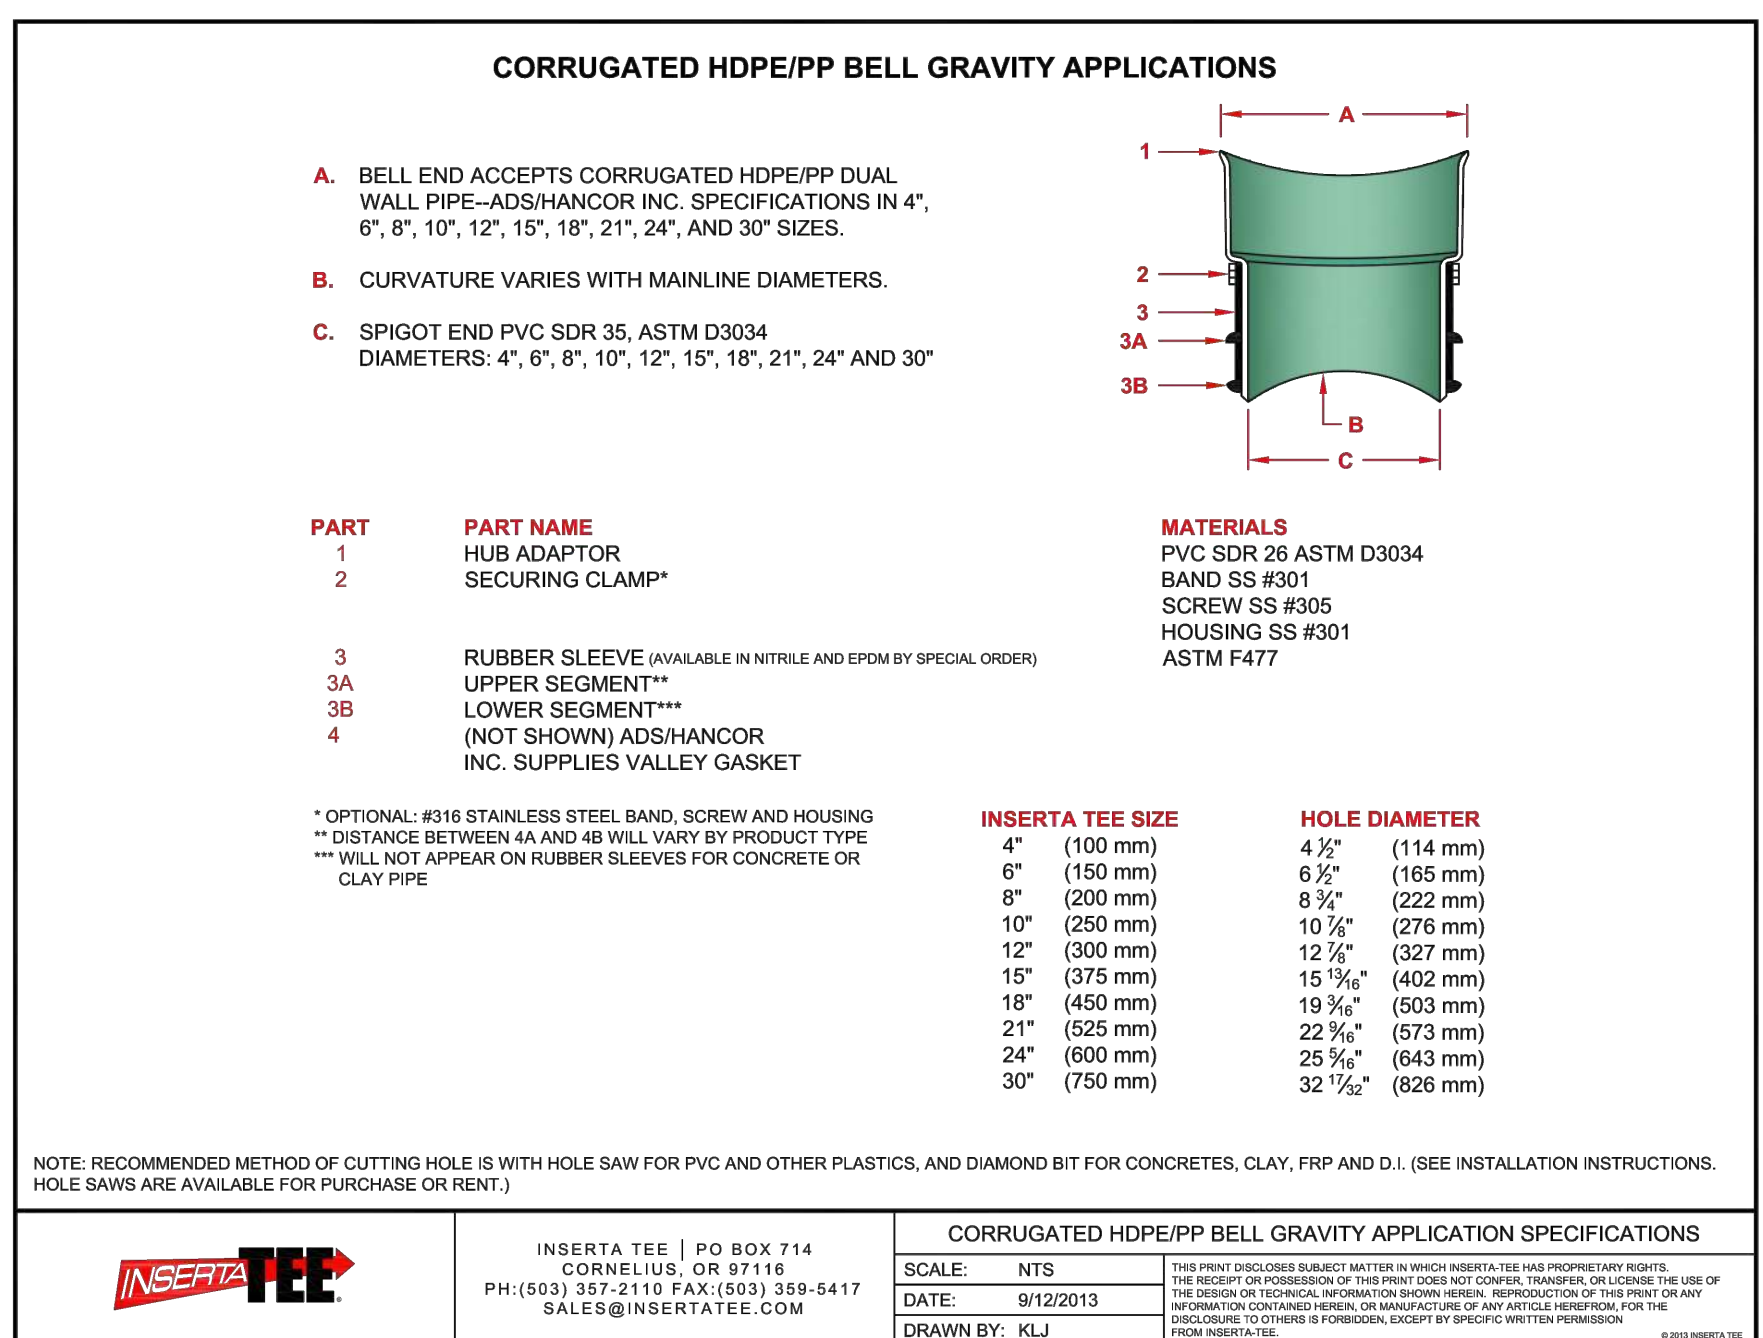 CORRUGATED HDPE/PP BELL GRAVITY APPLICATIONS
A. BELL END ACCEPTS CORRUGATED HDPE/PP DUAL
WALL PIPE--ADS/HANCOR INC. SPECIFICATIONS IN 4",
6", 8", 10", 12", 15", 18", 21", 24", AND 30" SIZES.
B. CURVATURE VARIES WITH MAINLINE DIAMETERS.
C. SPIGOT END PVC SDR 35, ASTM D3034
DIAMETERS: 4", 6", 8", 10", 12", 15", 18", 21", 24" AND 30"
A
1
2
3
3A
3B
B
C
PART PART NAME MATERIALS
1 HUB ADAPTOR PVC SDR 26 ASTM D3034
2 SECURING CLAMP* BAND SS #301
SCREW SS #305
HOUSING SS #301
3 RUBBER SLEEVE (AVAILABLE IN NITRILE AND EPDM BY SPECIAL ORDER) ASTM F477
3A UPPER SEGMENT**
3B LOWER SEGMENT***
4 (NOT SHOWN) ADS/HANCOR
INC. SUPPLIES VALLEY GASKET
* OPTIONAL: #316 STAINLESS STEEL BAND, SCREW AND HOUSING
** DISTANCE BETWEEN 4A AND 4B WILL VARY BY PRODUCT TYPE
*** WILL NOT APPEAR ON RUBBER SLEEVES FOR CONCRETE OR
CLAY PIPE
INSERTA TEE SIZE HOLE DIAMETER
4" (100 mm) 4 1/2" (114 mm)
6" (150 mm) 6 1/2" (165 mm)
8" (200 mm) 8 3/4" (222 mm)
10" (250 mm) 10 7/8" (276 mm)
12" (300 mm) 12 7/8" (327 mm)
15" (375 mm) 15 13/16" (402 mm)
18" (450 mm) 19 3/16" (503 mm)
21" (525 mm) 22 9/16" (573 mm)
24" (600 mm) 25 5/16" (643 mm)
30" (750 mm) 32 17/32" (826 mm)
NOTE: RECOMMENDED METHOD OF CUTTING HOLE IS WITH HOLE SAW FOR PVC AND OTHER PLASTICS, AND DIAMOND BIT FOR CONCRETES, CLAY, FRP AND D.I. (SEE INSTALLATION INSTRUCTIONS.
HOLE SAWS ARE AVAILABLE FOR PURCHASE OR RENT.)
INSERTA TEE®
INSERTA TEE | PO BOX 714
CORNELIUS, OR 97116
PH:(503) 357-2110 FAX:(503) 359-5417
SALES@INSERTATEE.COM
CORRUGATED HDPE/PP BELL GRAVITY APPLICATION SPECIFICATIONS
SCALE: NTS
DATE: 9/12/2013
DRAWN BY: KLJ
THIS PRINT DISCLOSES SUBJECT MATTER IN WHICH INSERTA-TEE HAS PROPRIETARY RIGHTS.
THE RECEIPT OR POSSESSION OF THIS PRINT DOES NOT CONFER, TRANSFER, OR LICENSE THE USE OF
THE DESIGN OR TECHNICAL INFORMATION SHOWN HEREIN. REPRODUCTION OF THIS PRINT OR ANY
INFORMATION CONTAINED HEREIN, OR MANUFACTURE OF ANY ARTICLE HEREFROM, FOR THE
DISCLOSURE TO OTHERS IS FORBIDDEN, EXCEPT BY SPECIFIC WRITTEN PERMISSION
FROM INSERTA-TEE.
© 2013 INSERTA TEE